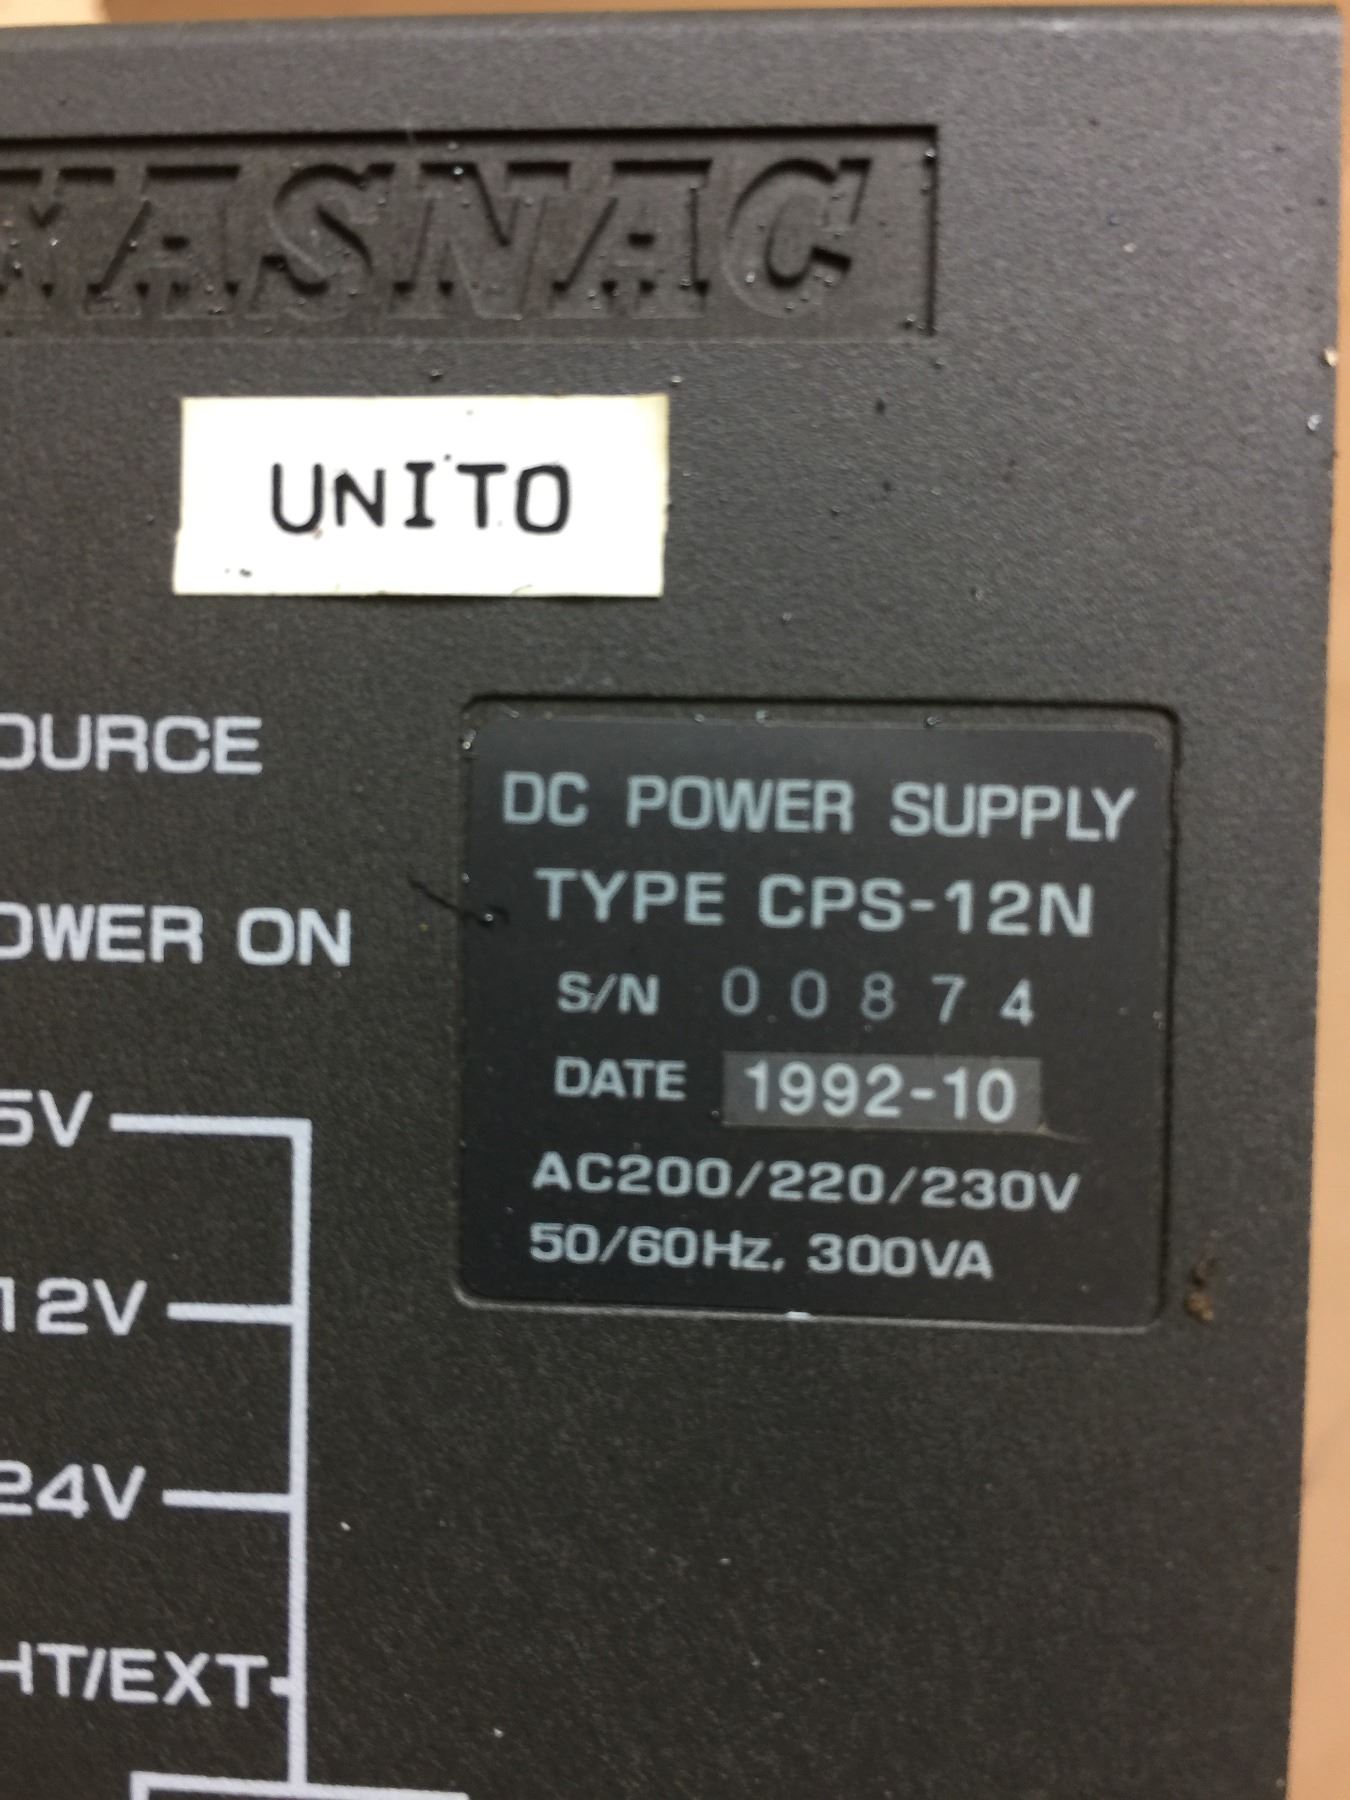 YASNAC
UNITO
OURCE
OWER ON
5V
12V
24V
HT/EXT
DC POWER SUPPLY
TYPE CPS-12N
S/N 00874
DATE 1992-10
AC200/220/230V
50/60Hz, 300VA